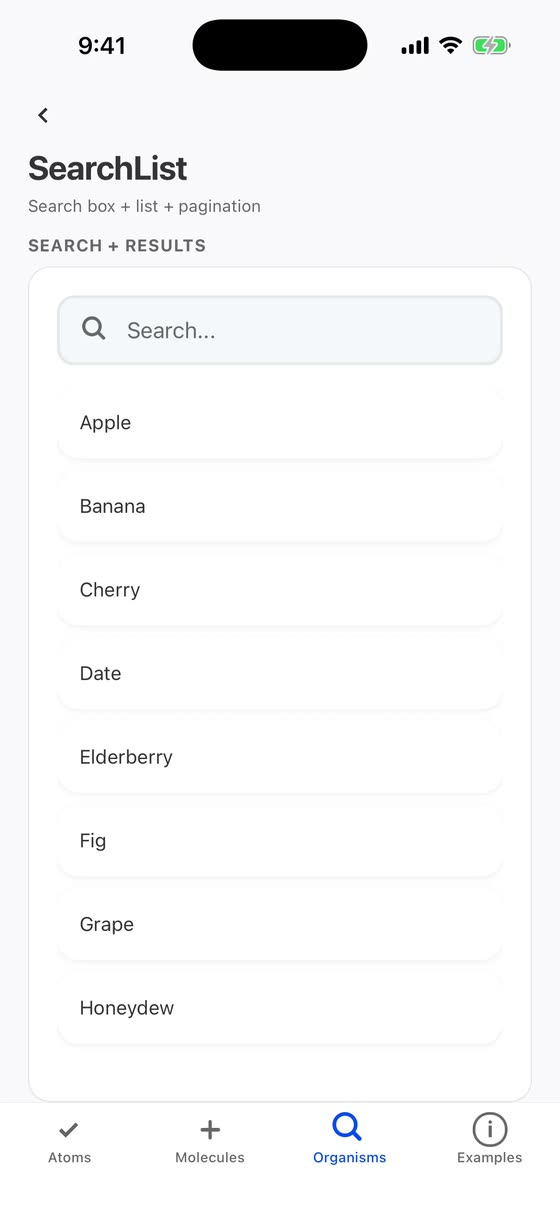 9:41
SearchList
Search box + list + pagination
SEARCH + RESULTS
Search...
Apple
Banana
Cherry
Date
Elderberry
Fig
Grape
Honeydew
Atoms
Molecules
Organisms
Examples